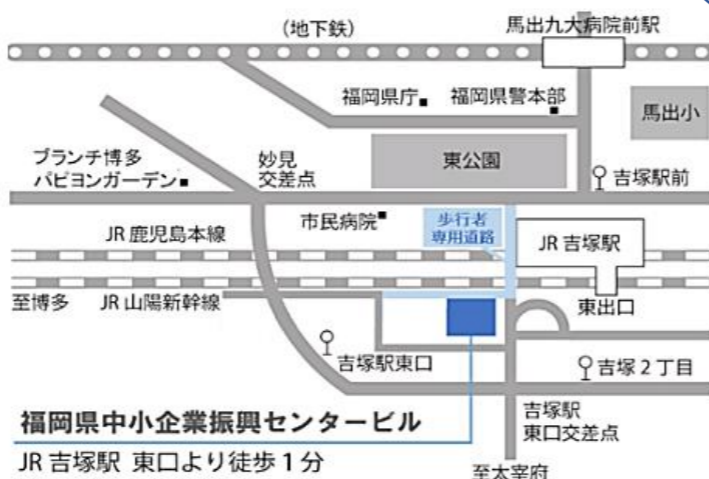 (地下鉄)
馬出九大病院前駅
福岡県庁
福岡県警本部
馬出小
ブランチ博多
パピヨンガーデン
妙見
交差点
東公園
吉塚駅前
市民病院
歩行者
専用道路
JR 鹿児島本線
JR 吉塚駅
至博多
JR 山陽新幹線
東出口
吉塚駅東口
吉塚2丁目
福岡県中小企業振興センタービル
吉塚駅
東口交差点
JR 吉塚駅 東口より徒歩1分
至太宰府